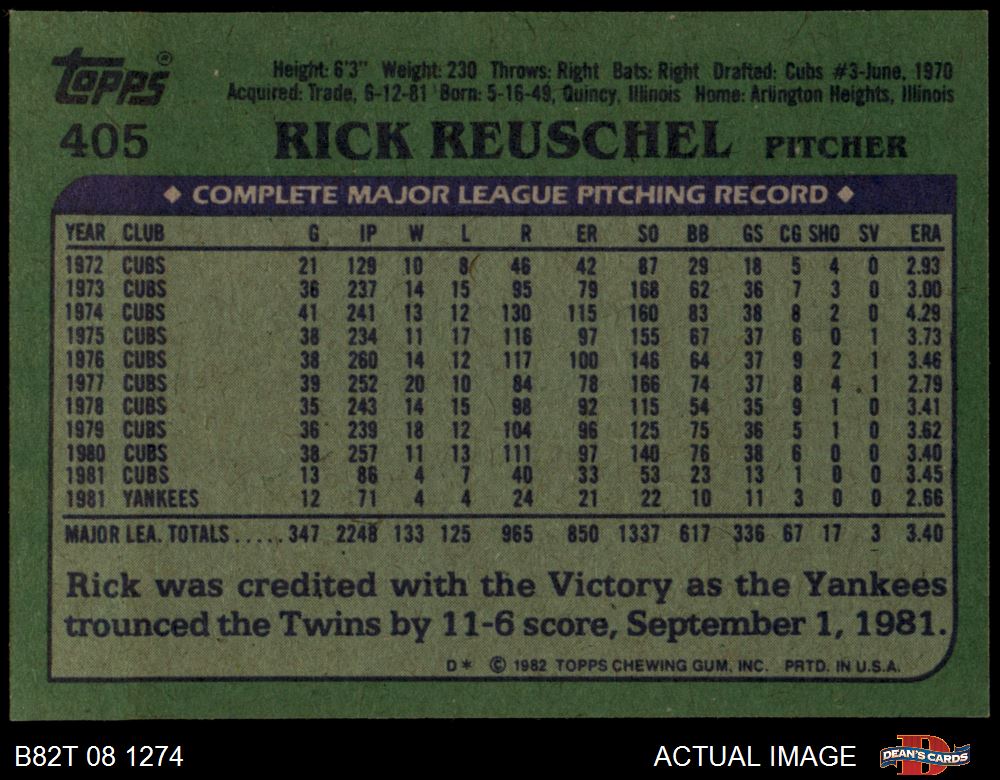 Topps®
Height: 6'3" Weight: 230 Throws: Right Bats: Right Drafted: Cubs #3-June, 1970
Acquired: Trade, 6-12-81 Born: 5-16-49, Quincy, Illinois Home: Arlington Heights, Illinois
405 RICK REUSCHEL PITCHER
◆ COMPLETE MAJOR LEAGUE PITCHING RECORD ◆
YEAR CLUB G IP W L R ER SO BB GS CG SHO SV ERA
1972 CUBS 21 129 10 8 46 42 87 29 18 5 4 0 2.93
1973 CUBS 36 237 14 15 95 79 168 62 36 7 3 0 3.00
1974 CUBS 41 241 13 12 130 115 160 83 38 8 2 0 4.29
1975 CUBS 38 234 11 17 116 97 155 67 37 6 0 1 3.73
1976 CUBS 38 260 14 12 117 100 146 64 37 9 2 1 3.46
1977 CUBS 39 252 20 10 84 78 166 74 37 8 4 1 2.79
1978 CUBS 35 243 14 15 98 92 115 54 35 9 1 0 3.41
1979 CUBS 36 239 18 12 104 96 125 75 36 5 1 0 3.62
1980 CUBS 38 257 11 13 111 97 140 76 38 6 0 0 3.40
1981 CUBS 13 86 4 7 40 33 53 23 13 1 0 0 3.45
1981 YANKEES 12 71 4 4 24 21 22 10 11 3 0 0 2.66
MAJOR LEA. TOTALS ..... 347 2248 133 125 965 850 1337 617 336 67 17 3 3.40
Rick was credited with the Victory as the Yankees
trounced the Twins by 11-6 score, September 1, 1981.
D* © 1982 TOPPS CHEWING GUM, INC. PRTD. IN U.S.A.
B82T 08 1274 ACTUAL IMAGE DEAN'S CARDS